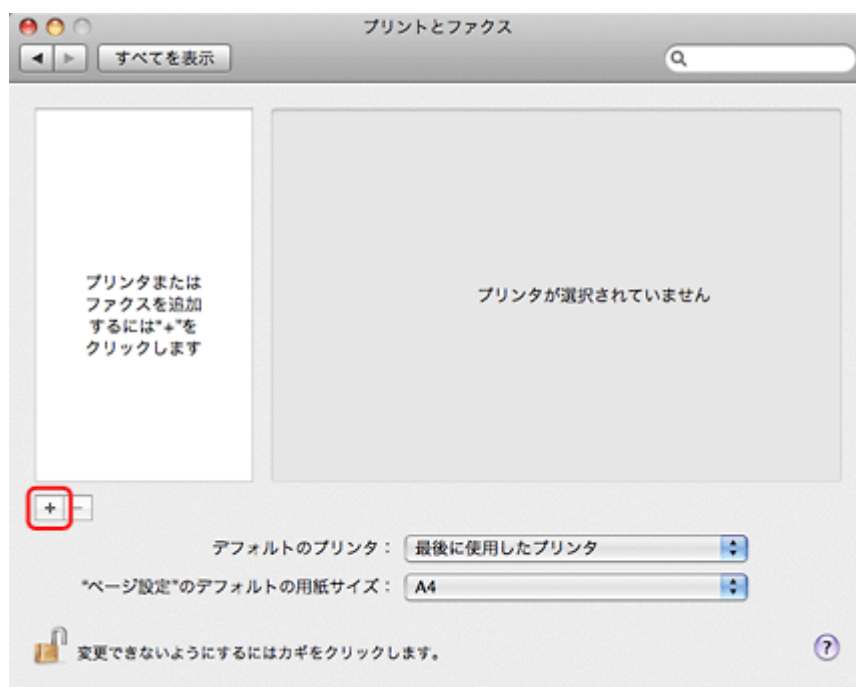 プリントとファクス
すべてを表示
プリンタまたは
ファクスを追加
するには"+"を
クリックします
プリンタが選択されていません
+ −
デフォルトのプリンタ： 最後に使用したプリンタ
"ページ設定"のデフォルトの用紙サイズ： A4
変更できないようにするにはカギをクリックします。 ?